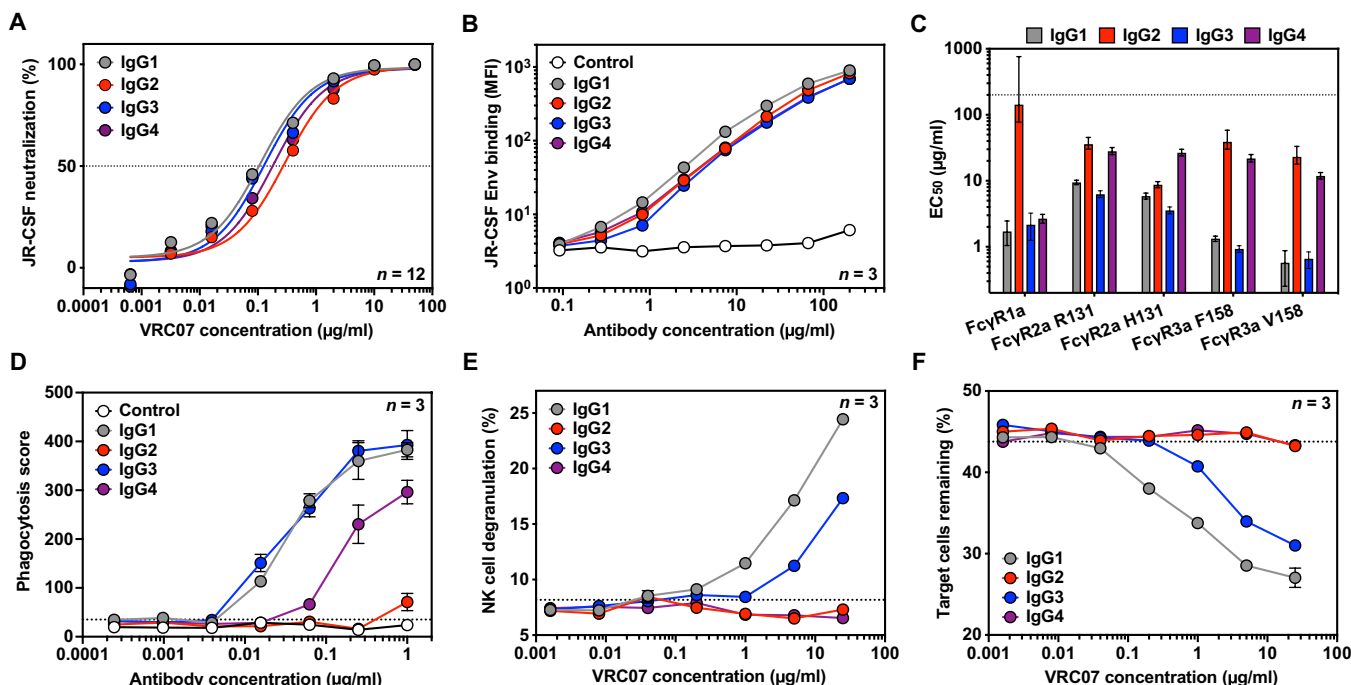 A
JR-CSF neutralization (%)
100
50
0
IgG1
IgG2
IgG3
IgG4
n = 12
0.0001 0.001 0.01 0.1 1 10 100
VRC07 concentration (µg/ml)
B
JR-CSF Env binding (MFI)
10³
10²
10¹
10⁰
Control
IgG1
IgG2
IgG3
IgG4
n = 3
0.1 1 10 100
Antibody concentration (µg/ml)
C
IgG1 IgG2 IgG3 IgG4
EC50 (µg/ml)
1000
100
10
1
FcγR1a
FcγR2a R131
FcγR2a H131
FcγR3a F158
FcγR3a V158
D
Phagocytosis score
500
400
300
200
100
0
Control
IgG1
IgG2
IgG3
IgG4
n = 3
0.0001 0.001 0.01 0.1 1
Antibody concentration (µg/ml)
E
NK cell degranulation (%)
25
20
15
10
5
IgG1
IgG2
IgG3
IgG4
n = 3
0.001 0.01 0.1 1 10 100
VRC07 concentration (µg/ml)
F
Target cells remaining (%)
50
40
30
20
n = 3
IgG1
IgG2
IgG3
IgG4
0.001 0.01 0.1 1 10 100
VRC07 concentration (µg/ml)